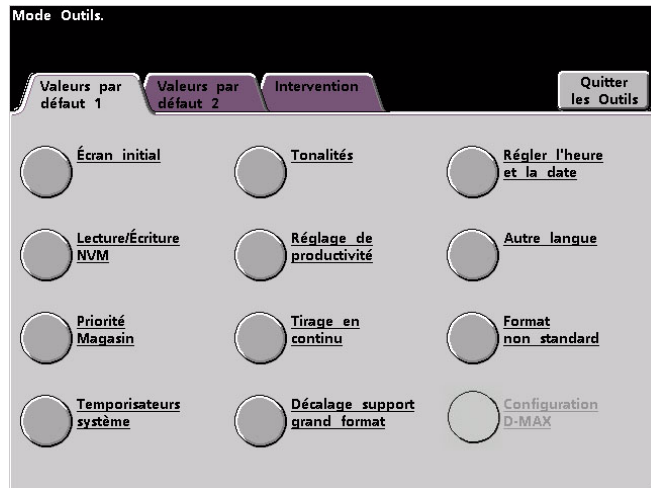 Mode Outils.
Valeurs par
défaut 1
Valeurs par
défaut 2
Intervention
Quitter
les Outils
Écran initial
Tonalités
Régler l'heure
et la date
Lecture/Écriture
NVM
Réglage de
productivité
Autre langue
Priorité
Magasin
Tirage en
continu
Format
non standard
Temporisateurs
système
Décalage support
grand format
Configuration
D-MAX